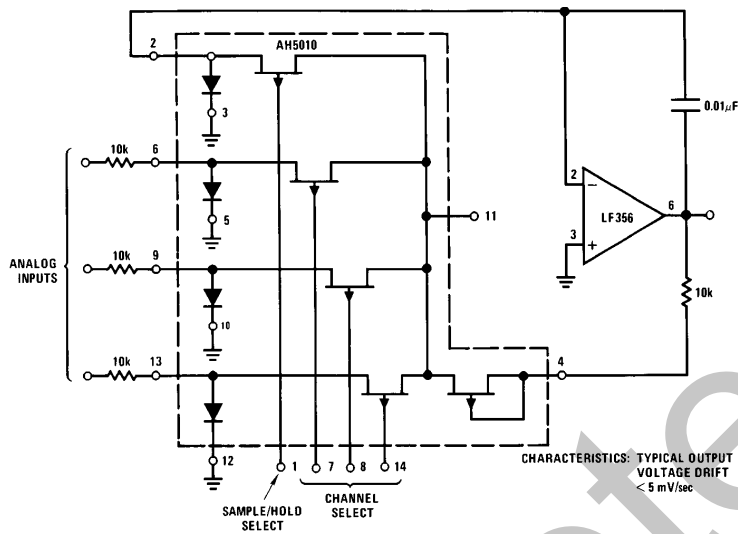 2
AH5010
3
0.01μF
10k
6
5
2
6
LF356
3
11
ANALOG
INPUTS
10k
9
10
10k
10k
13
4
12
CHARACTERISTICS: TYPICAL OUTPUT
VOLTAGE DRIFT
< 5 mV/sec
1
7
8
14
SAMPLE/HOLD
SELECT
CHANNEL
SELECT